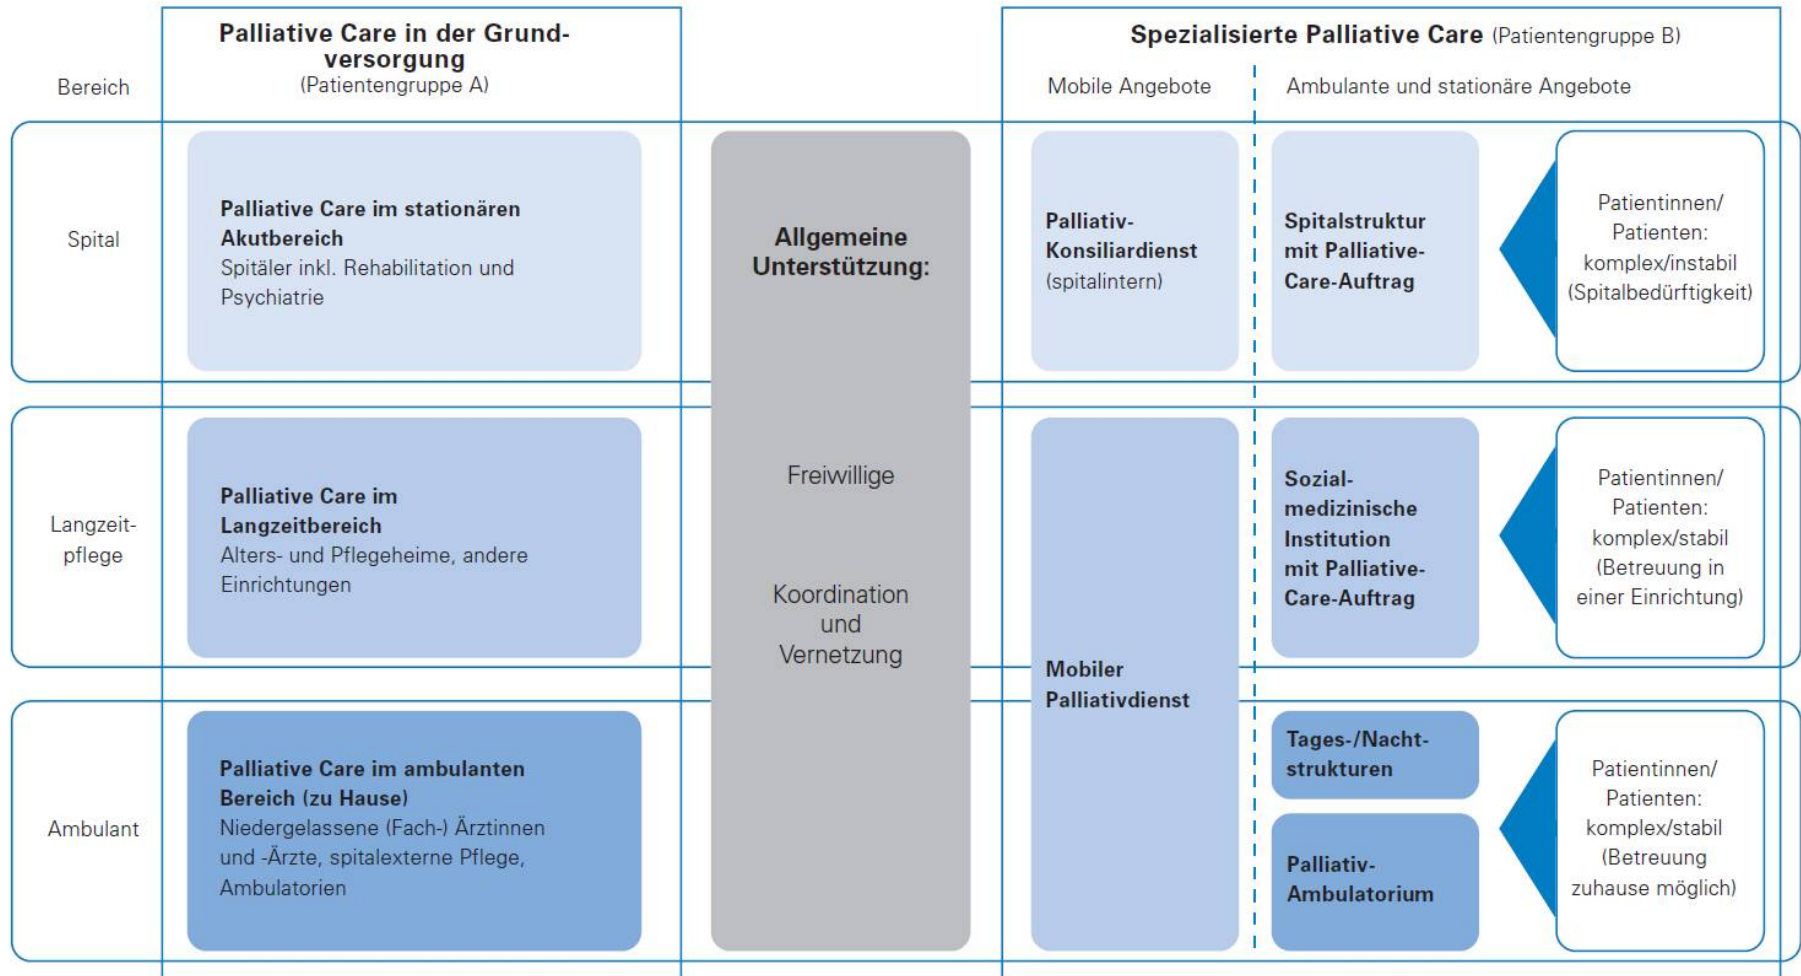 Palliative Care in der Grund-
versorgung
(Patientengruppe A)
Spezialisierte Palliative Care (Patientengruppe B)
Bereich
Mobile Angebote
Ambulante und stationäre Angebote
Spital
Palliative Care im stationären
Akutbereich
Spitäler inkl. Rehabilitation und
Psychiatrie
Allgemeine
Unterstützung:
Freiwillige
Koordination
und
Vernetzung
Palliativ-
Konsiliardienst
(spitalintern)
Spitalstruktur
mit Palliative-
Care-Auftrag
Patientinnen/
Patienten:
komplex/instabil
(Spitalbedürftigkeit)
Langzeit-
pflege
Palliative Care im
Langzeitbereich
Alters- und Pflegeheime, andere
Einrichtungen
Mobiler
Palliativdienst
Sozial-
medizinische
Institution
mit Palliative-
Care-Auftrag
Patientinnen/
Patienten:
komplex/stabil
(Betreuung in
einer Einrichtung)
Ambulant
Palliative Care im ambulanten
Bereich (zu Hause)
Niedergelassene (Fach-) Ärztinnen
und -Ärzte, spitalexterne Pflege,
Ambulatorien
Tages-/Nacht-
strukturen
Palliativ-
Ambulatorium
Patientinnen/
Patienten:
komplex/stabil
(Betreuung
zuhause möglich)